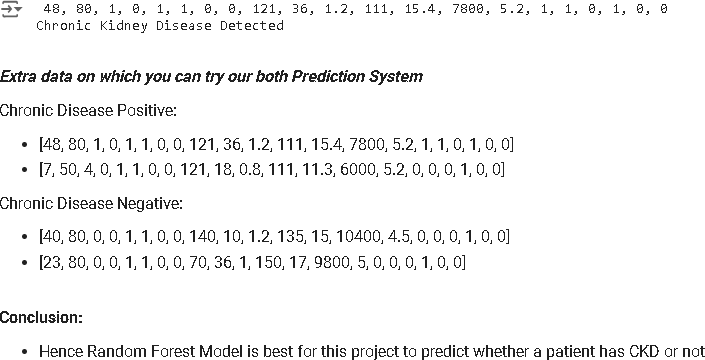 48, 80, 1, 0, 1, 1, 0, 0, 121, 36, 1.2, 111, 15.4, 7800, 5.2, 1, 1, 0, 1, 0, 0
Chronic Kidney Disease Detected
Extra data on which you can try our both Prediction System
Chronic Disease Positive:
• [48, 80, 1, 0, 1, 1, 0, 0, 121, 36, 1.2, 111, 15.4, 7800, 5.2, 1, 1, 0, 1, 0, 0]
• [7, 50, 4, 0, 1, 1, 0, 0, 121, 18, 0.8, 111, 11.3, 6000, 5.2, 0, 0, 0, 1, 0, 0]
Chronic Disease Negative:
• [40, 80, 0, 0, 1, 1, 0, 0, 140, 10, 1.2, 135, 15, 10400, 4.5, 0, 0, 0, 1, 0, 0]
• [23, 80, 0, 0, 1, 1, 0, 0, 70, 36, 1, 150, 17, 9800, 5, 0, 0, 0, 1, 0, 0]
Conclusion:
• Hence Random Forest Model is best for this project to predict whether a patient has CKD or not